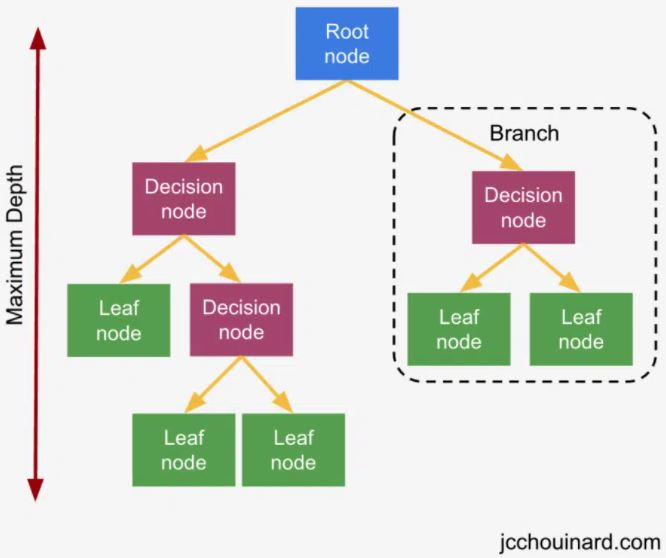 Root
node
Branch
Maximum Depth
Decision
node
Decision
node
Leaf
node
Decision
node
Leaf
node
Leaf
node
Leaf
node
Leaf
node
jcchouinard.com